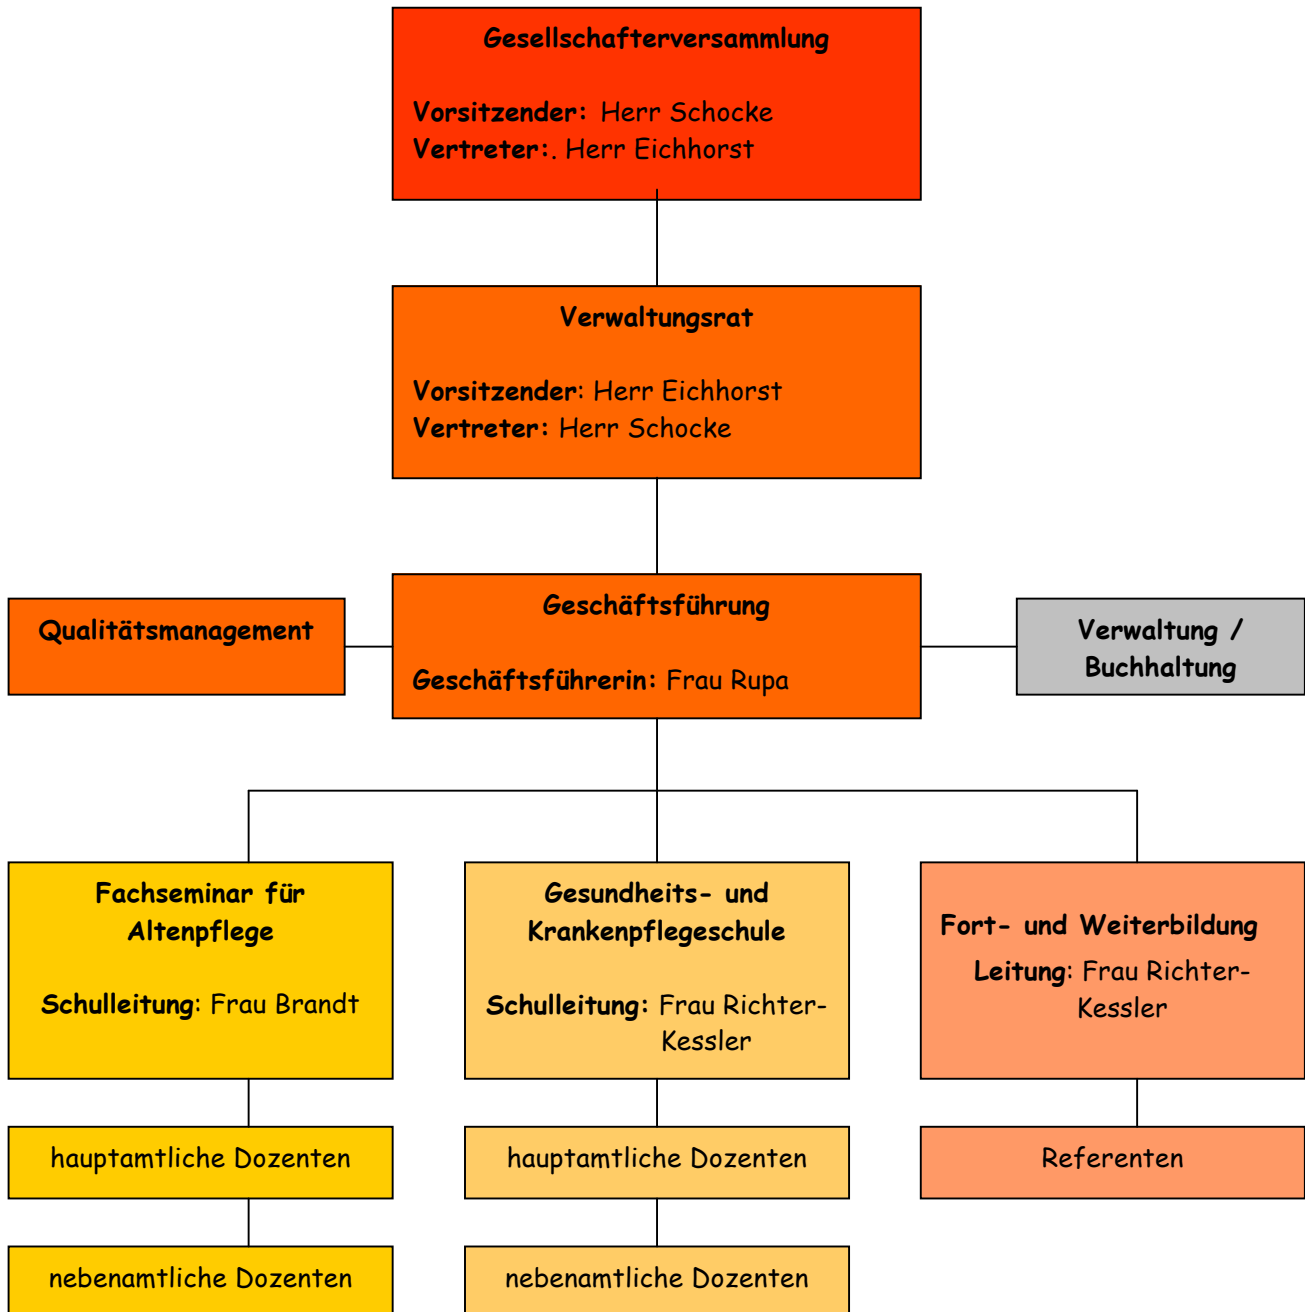 Gesellschafterversammlung
Vorsitzender: Herr Schocke
Vertreter:. Herr Eichhorst
Verwaltungsrat
Vorsitzender: Herr Eichhorst
Vertreter: Herr Schocke
Qualitätsmanagement
Geschäftsführung
Geschäftsführerin: Frau Rupa
Verwaltung /
Buchhaltung
Fachseminar für
Altenpflege
Schulleitung: Frau Brandt
Gesundheits- und
Krankenpflegeschule
Schulleitung: Frau Richter-
Kessler
Fort- und Weiterbildung
Leitung: Frau Richter-
Kessler
hauptamtliche Dozenten
hauptamtliche Dozenten
Referenten
nebenamtliche Dozenten
nebenamtliche Dozenten